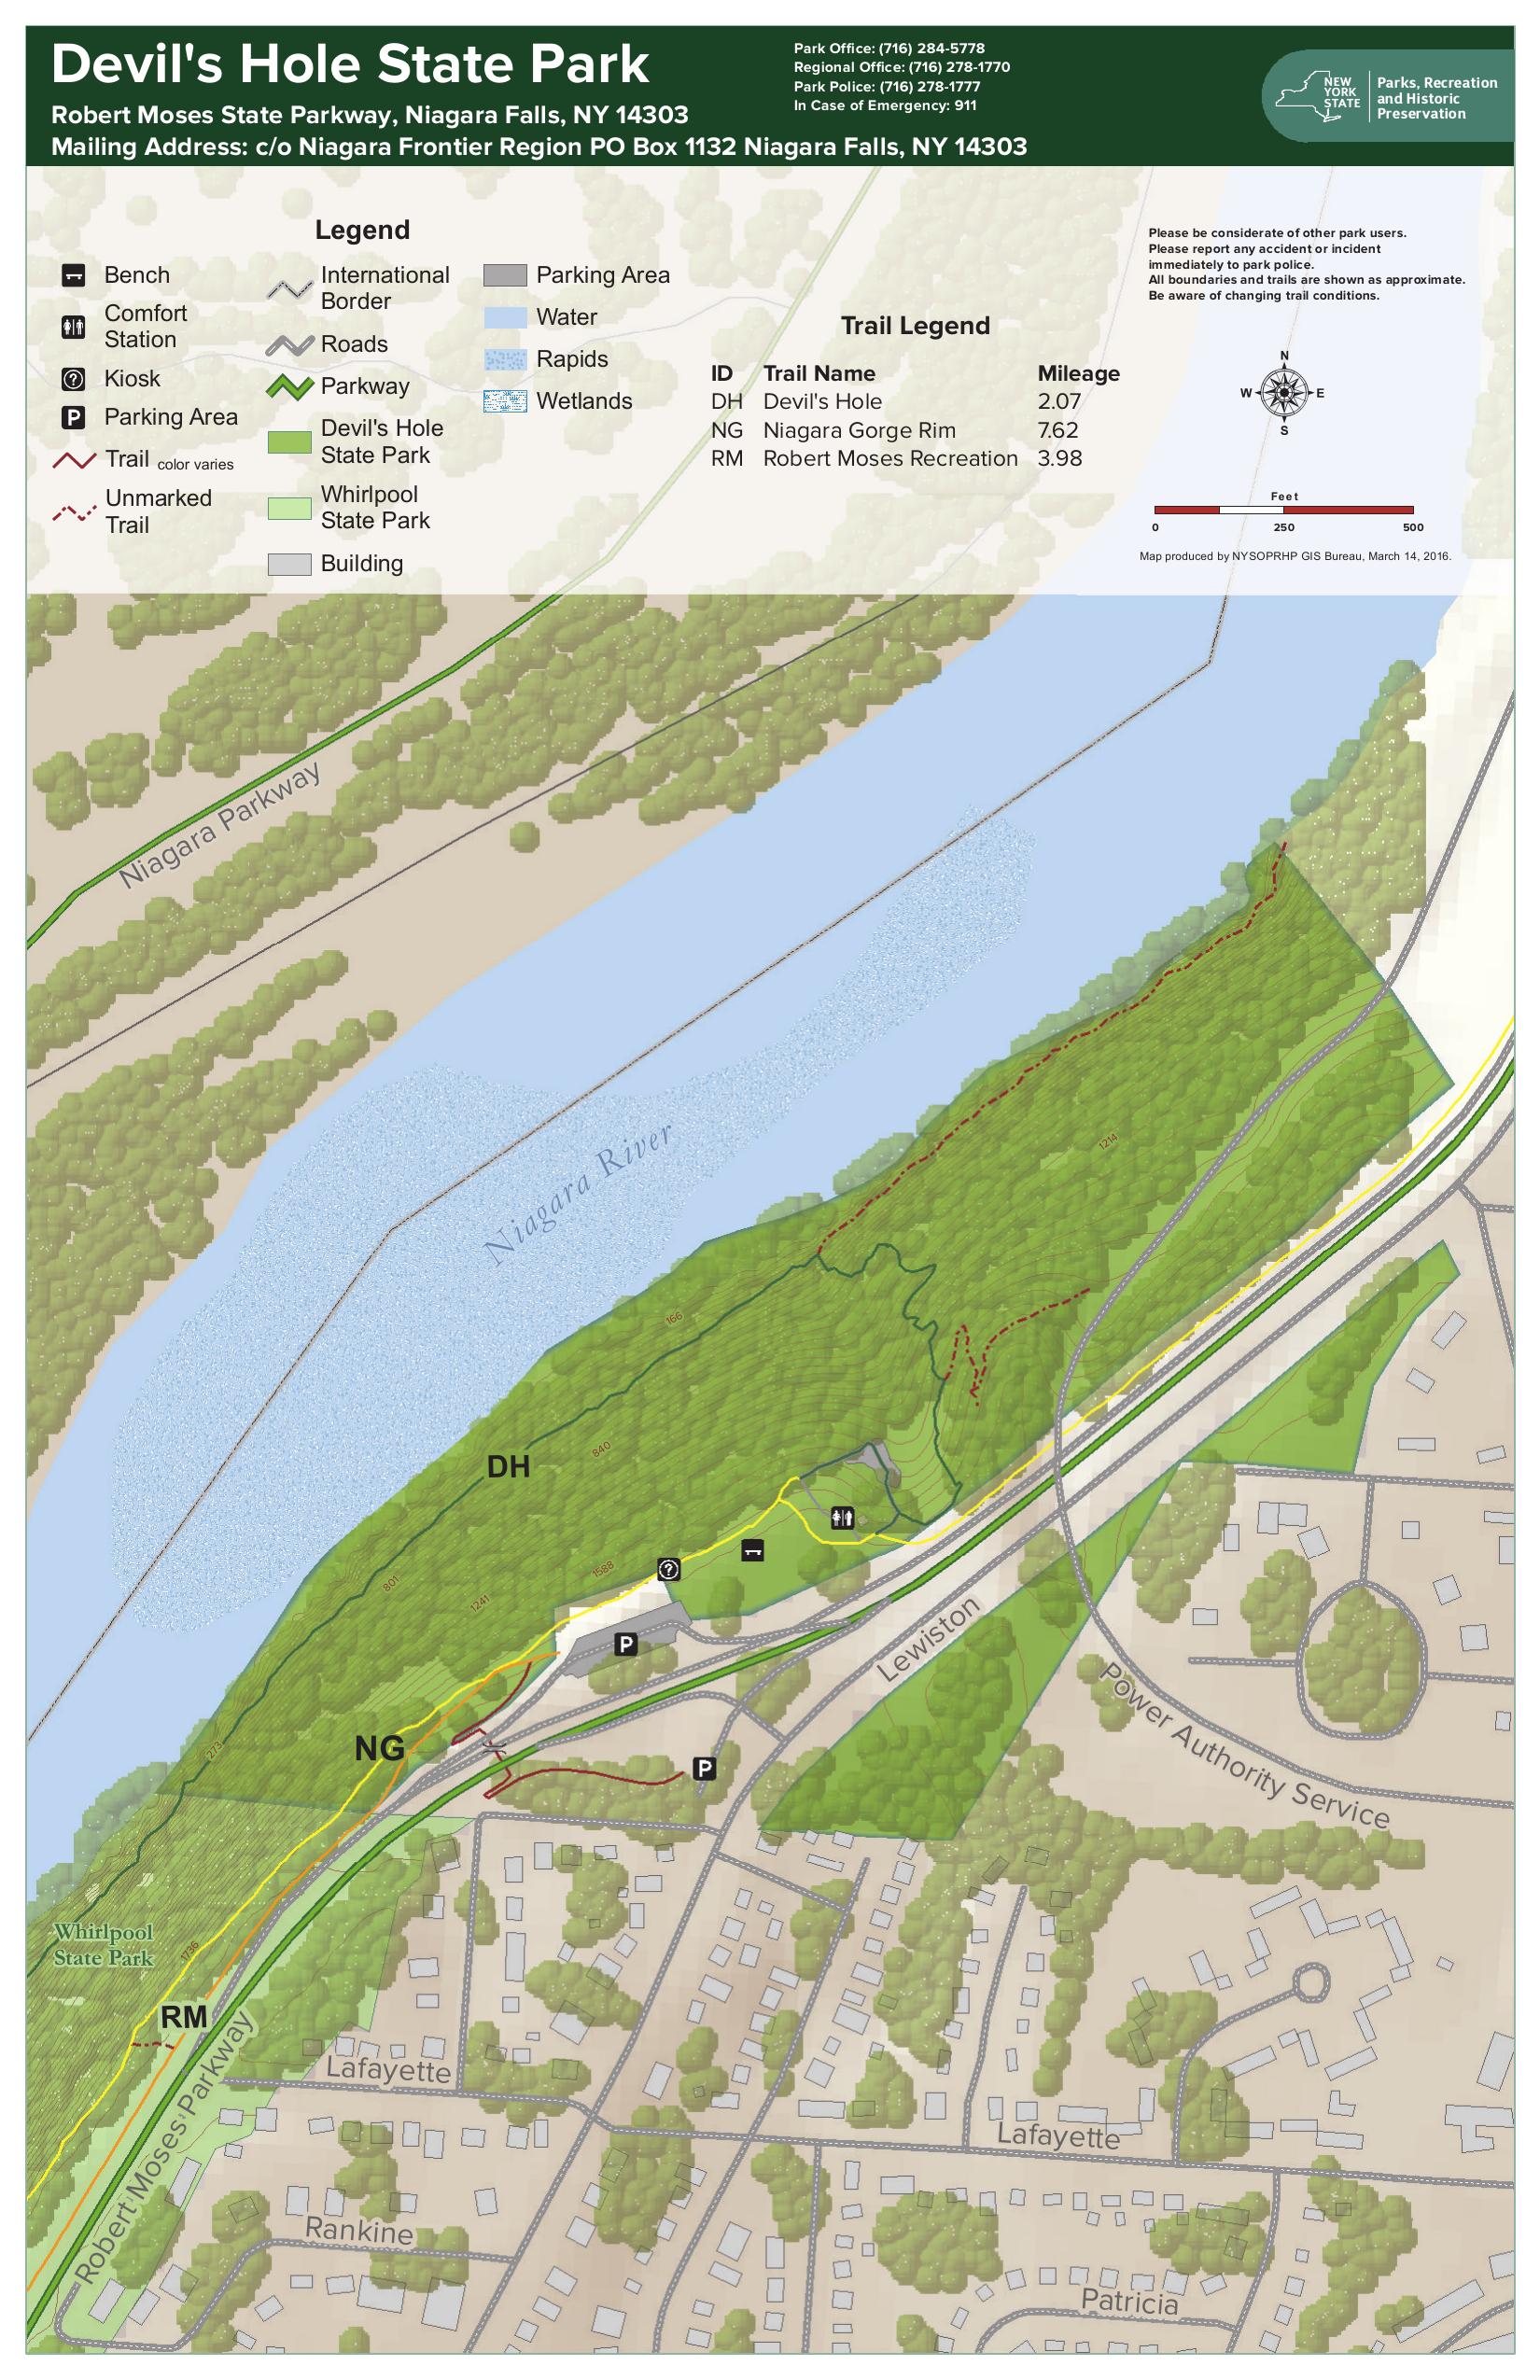 Devil's Hole State Park
Robert Moses State Parkway, Niagara Falls, NY 14303
Mailing Address: c/o Niagara Frontier Region PO Box 1132 Niagara Falls, NY 14303
Park Office: (716) 284-5778
Regional Office: (716) 278-1770
Park Police: (716) 278-1777
In Case of Emergency: 911
NEW
YORK
STATE
Parks, Recreation
and Historic
Preservation
Legend
Bench
Comfort
Station
Kiosk
P Parking Area
Trail color varies
Unmarked
Trail
International
Border
Roads
Parkway
Devil's Hole
State Park
Whirlpool
State Park
Building
Parking Area
Water
Rapids
Wetlands
Trail Legend
ID Trail Name Mileage
DH Devil's Hole 2.07
NG Niagara Gorge Rim 7.62
RM Robert Moses Recreation 3.98
Please be considerate of other park users.
Please report any accident or incident
immediately to park police.
All boundaries and trails are shown as approximate.
Be aware of changing trail conditions.
N
W E
S
Feet
0 250 500
Map produced by NYSOPRHP GIS Bureau, March 14, 2016.
Niagara Parkway
Niagara River
1214
166
DH
840
?
1588
801
1241
P
Lewiston
NG
273
P
Power Authority Service
Whirlpool
State Park
1736
RM
Robert Moses Parkway
Lafayette
Lafayette
Rankine
Patricia